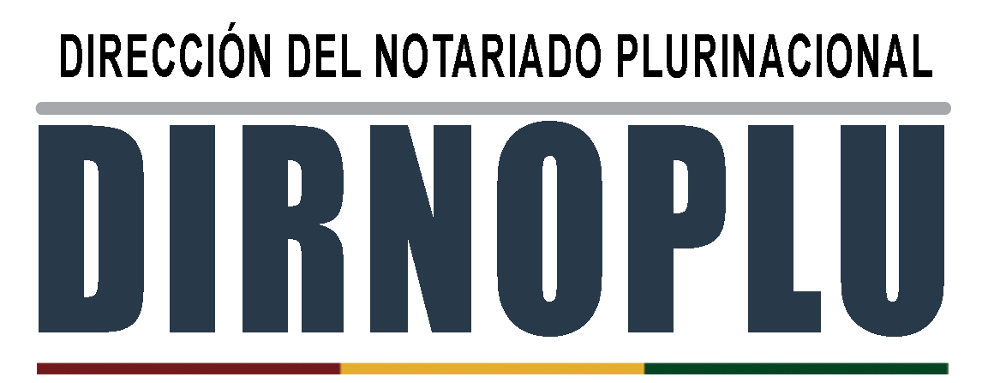 DIRECCIÓN DEL NOTARIADO PLURINACIONAL
DIRNOPLU